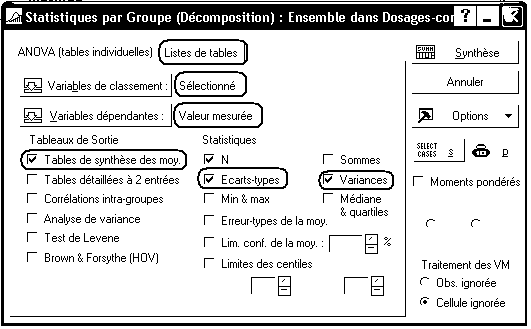 Statistiques par Groupe (Décomposition) : Ensemble dans Dosages-con
ANOVA (tables individuelles) Listes de tables
Variables de classement : Sélectionné
Variables dépendantes : Valeur mesurée
Tableaux de Sortie
Tables de synthèse des moy.
Tables détaillées à 2 entrées
Corrélations intra-groupes
Analyse de variance
Test de Levene
Brown & Forsythe (HOV)
Statistiques
N
Ecarts-types
Min & max
Erreur-types de la moy.
Lim. conf. de la moy. : %
Limites des centiles
Sommes
Variances
Médiane
& quartiles
SUMM
Synthèse
Annuler
Options
SELECT
CASES S D
Moments pondérés
Traitement des VM
Obs. ignorée
Cellule ignorée